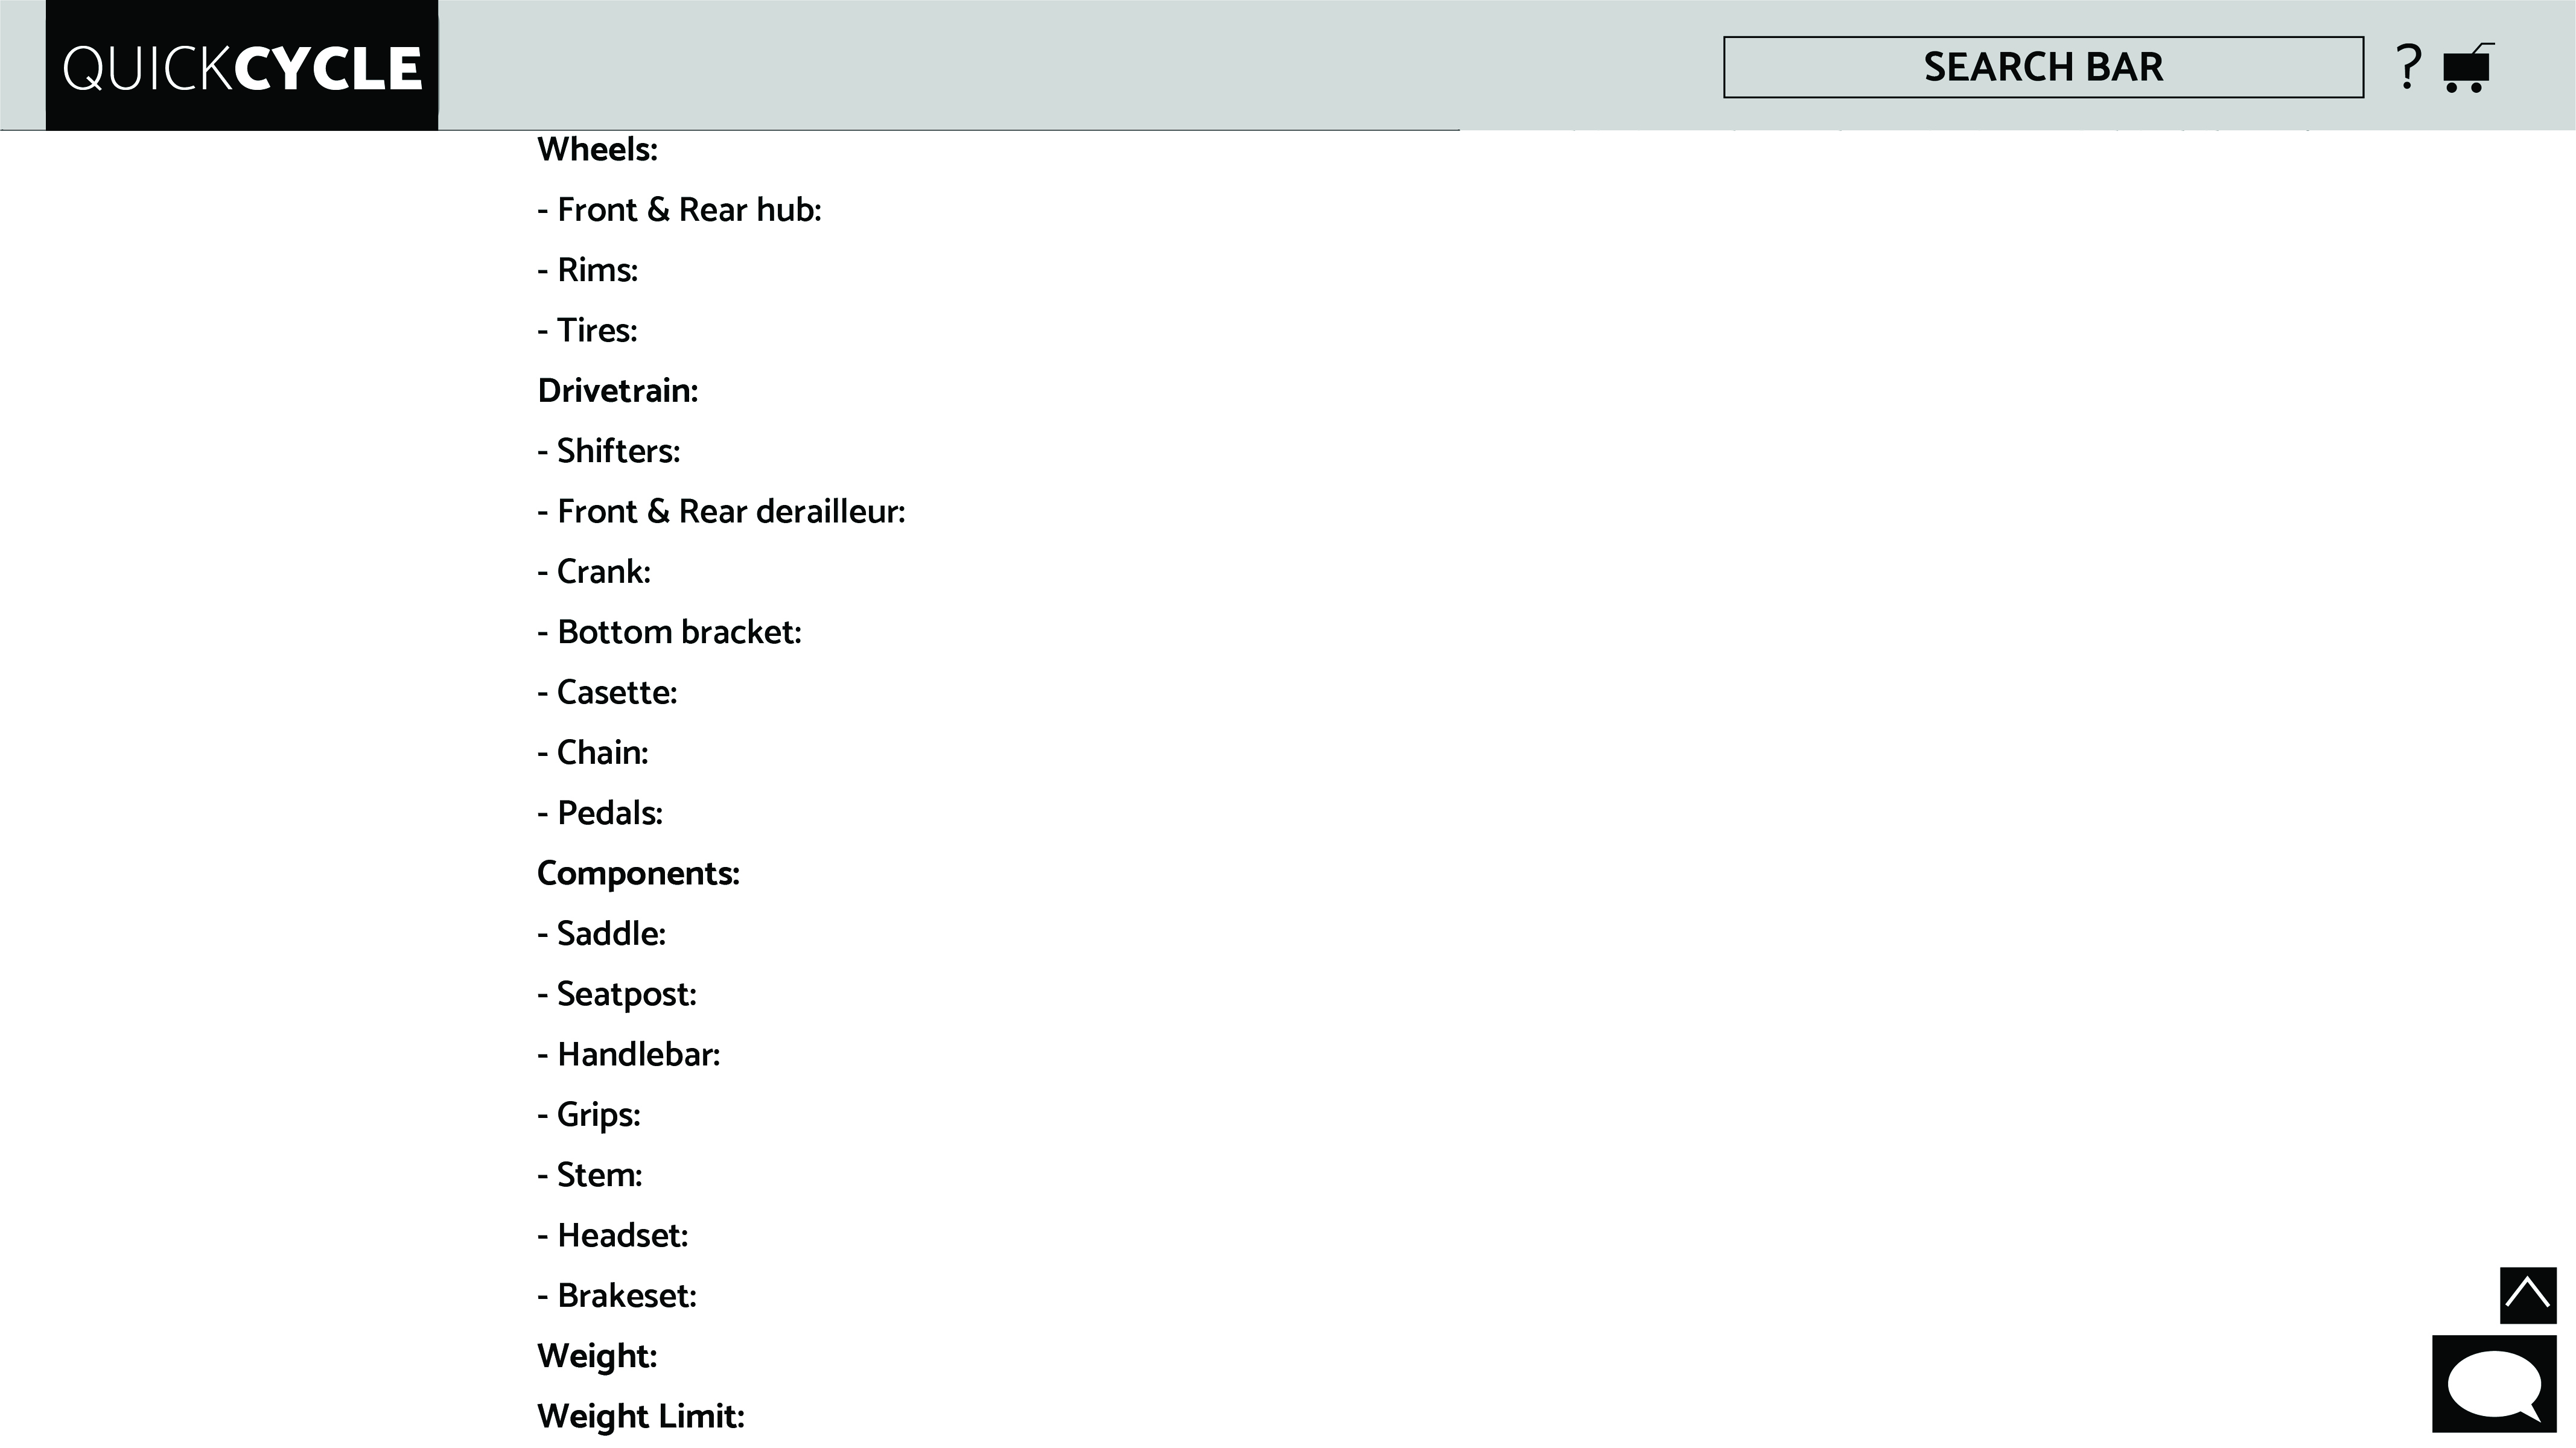 QUICKCYCLE
SEARCH BAR
?
Wheels:
- Front & Rear hub:
- Rims:
- Tires:
Drivetrain:
- Shifters:
- Front & Rear derailleur:
- Crank:
- Bottom bracket:
- Casette:
- Chain:
- Pedals:
Components:
- Saddle:
- Seatpost:
- Handlebar:
- Grips:
- Stem:
- Headset:
- Brakeset:
Weight:
Weight Limit: